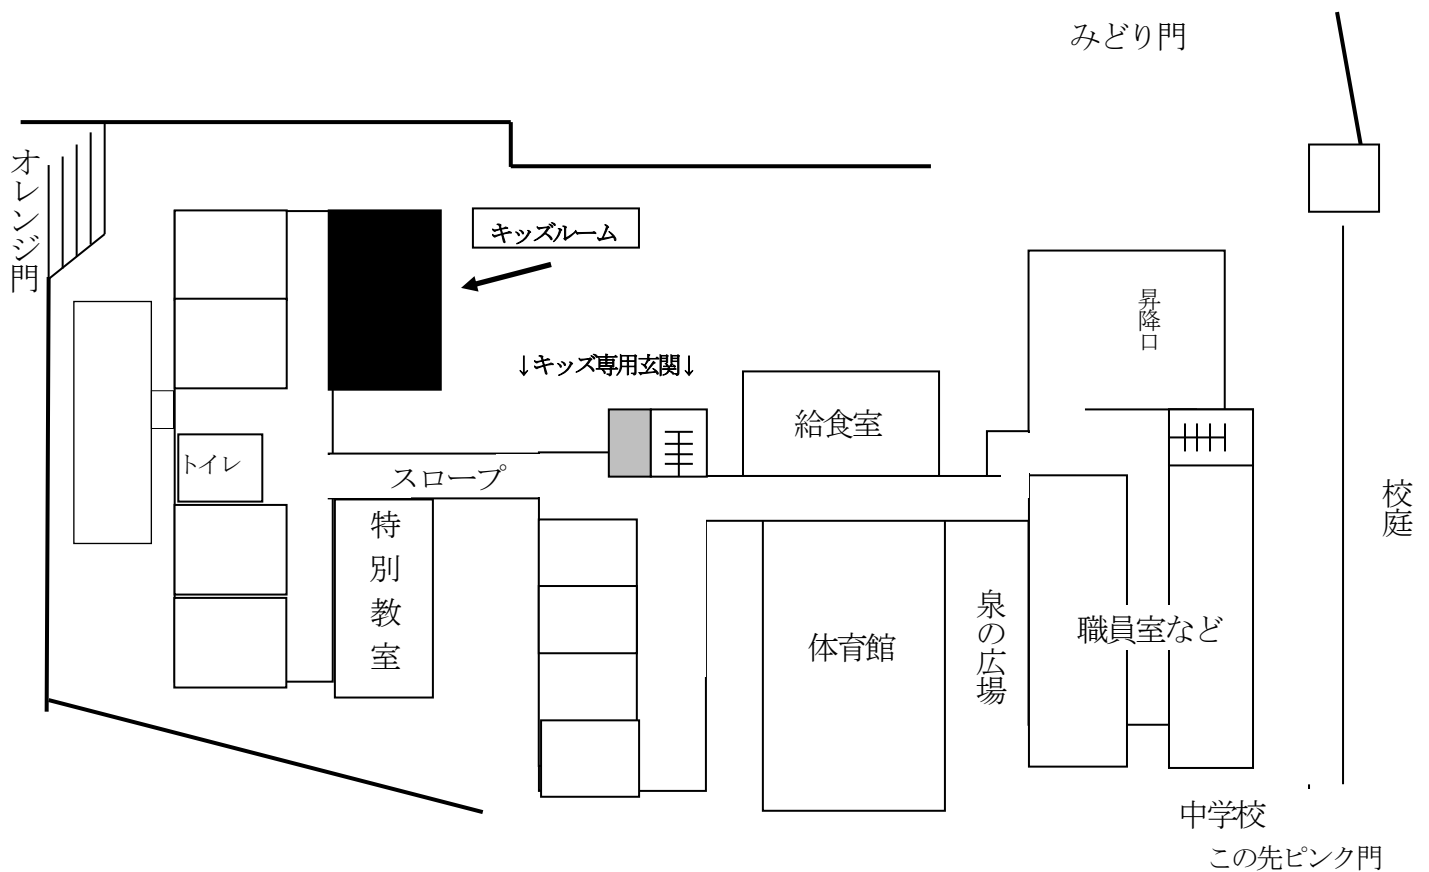 みどり門
オレンジ門
キッズルーム
昇降口
↓キッズ専用玄関↓
給食室
トイレ
スロープ
校庭
特別教室
泉の広場
職員室など
体育館
中学校
この先ピンク門